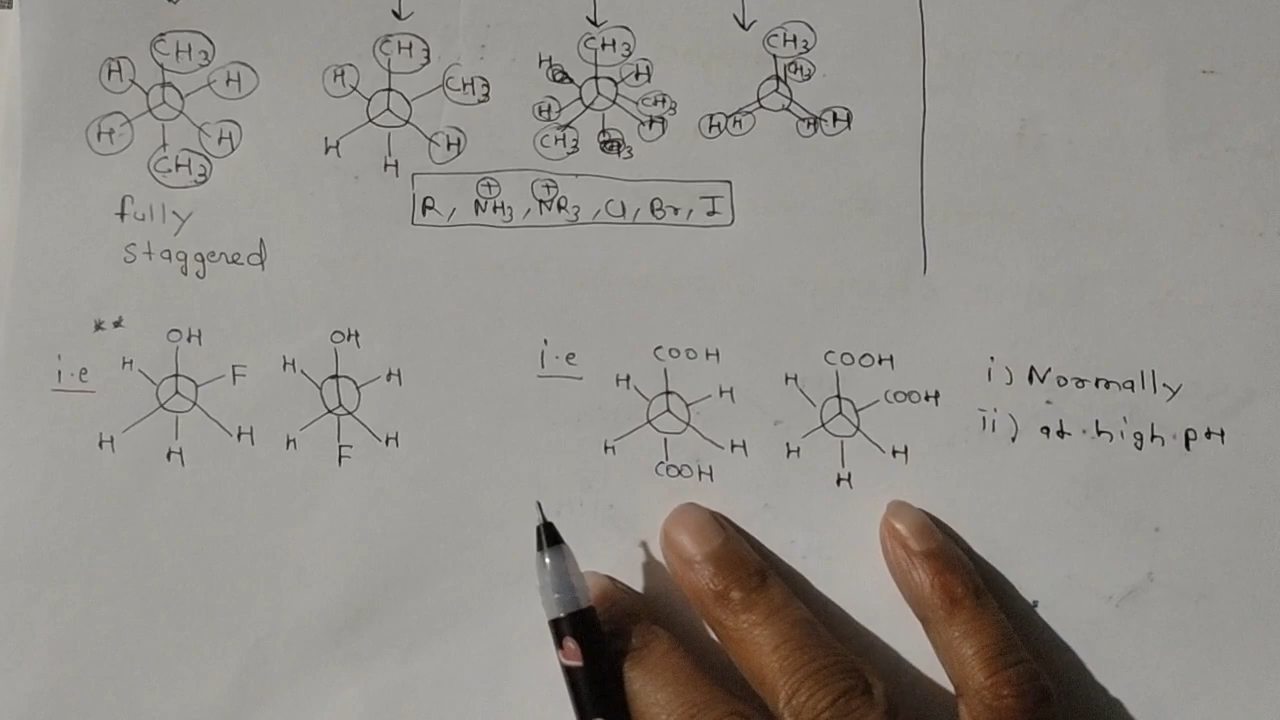 CH3 CH3 CH3 CH3
H H H CH3 H H CH3
H H H H H CH3 H H H H H
CH3 H CH3
R, NH3, NR3, Cl, Br, I
⊕ ⊕
fully
staggered
** OH OH COOH COOH
i.e H F H H i.e H H H COOH i) Normally
H H H H H H H H H ii) at high pH
H F COOH H